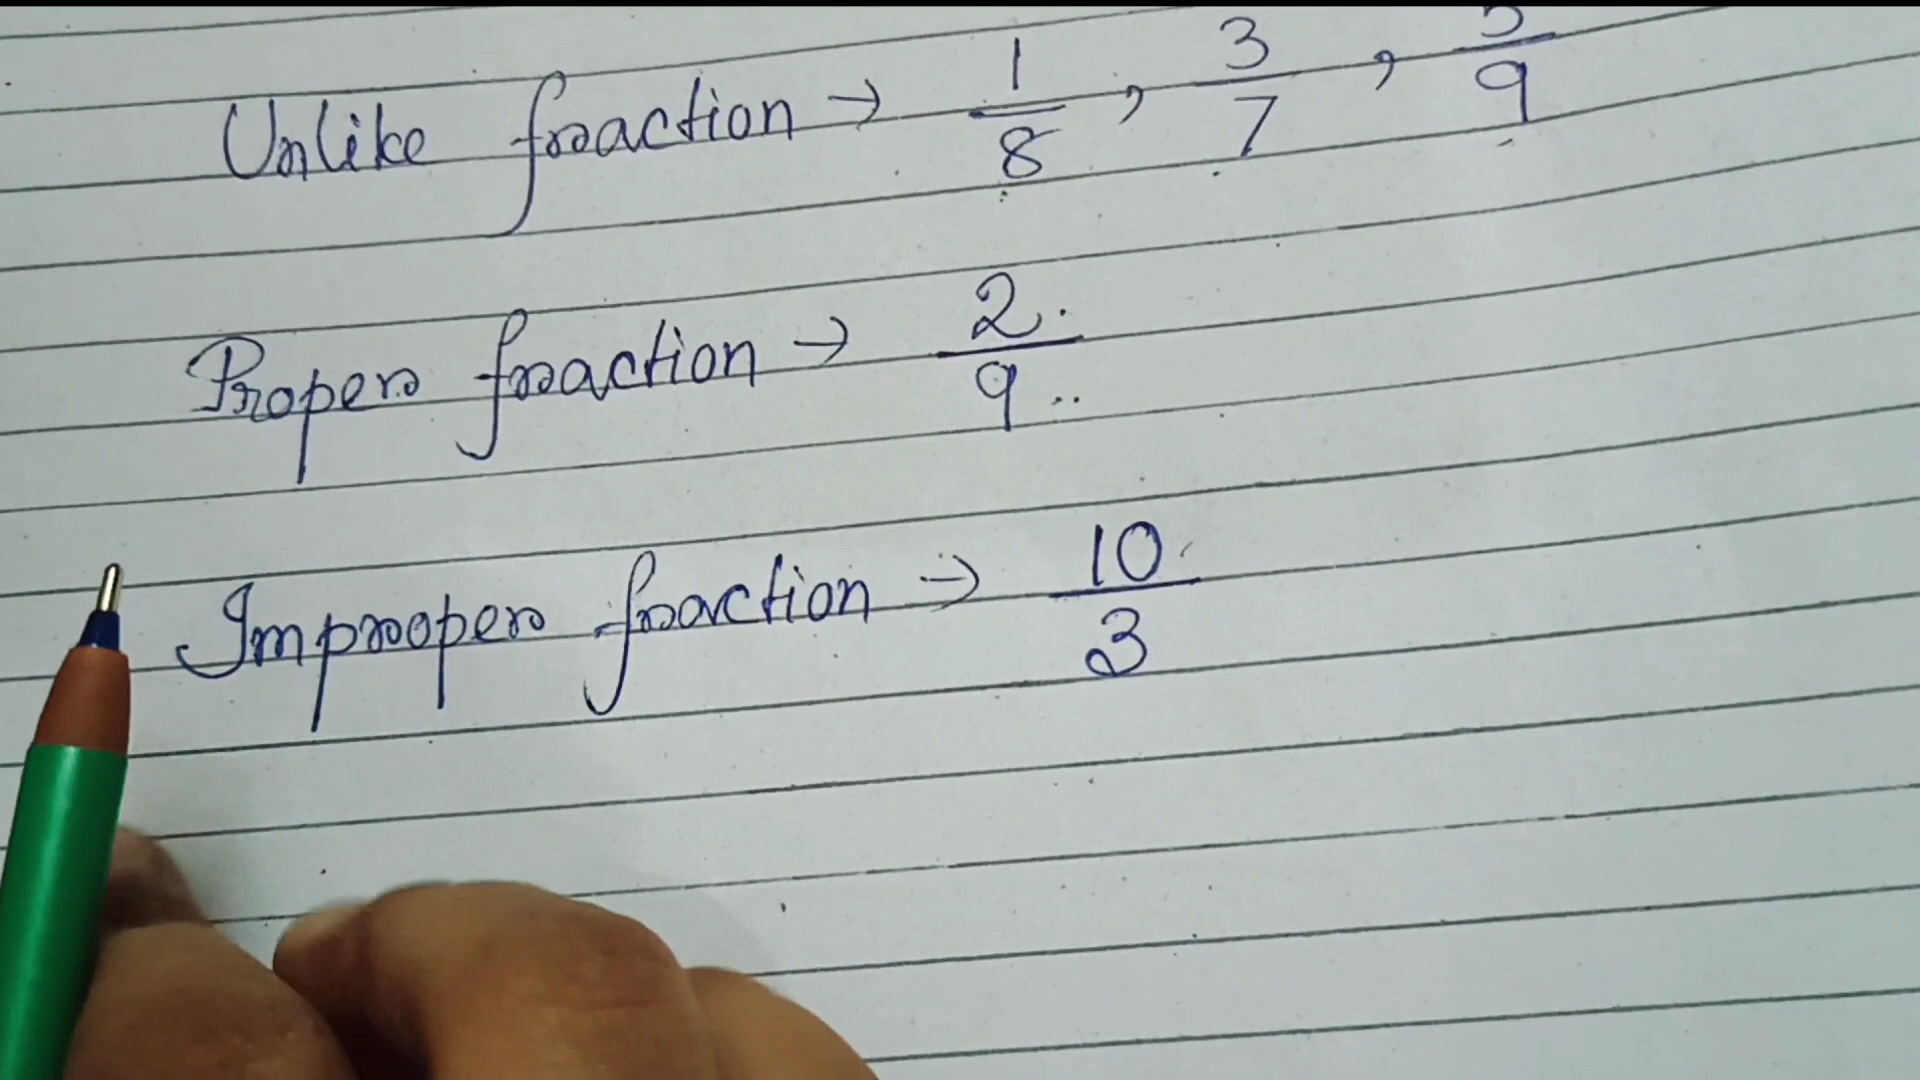 Unlike fraction → 1/8 , 3/7 , 5/9
Proper fraction → 2/9
Improper fraction → 10/3